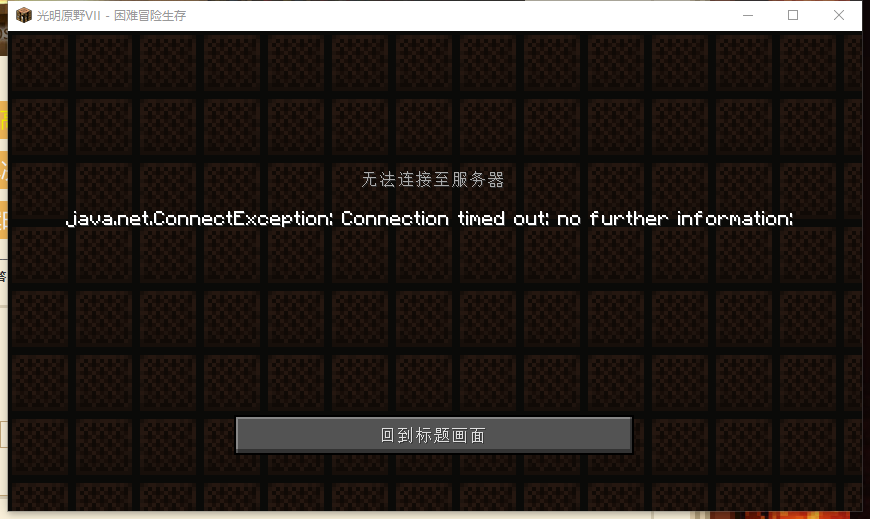 光明原野VII - 困难冒险生存
无法连接至服务器
.java.net.ConnectException: Connection timed out: no further information:
回到标题画面